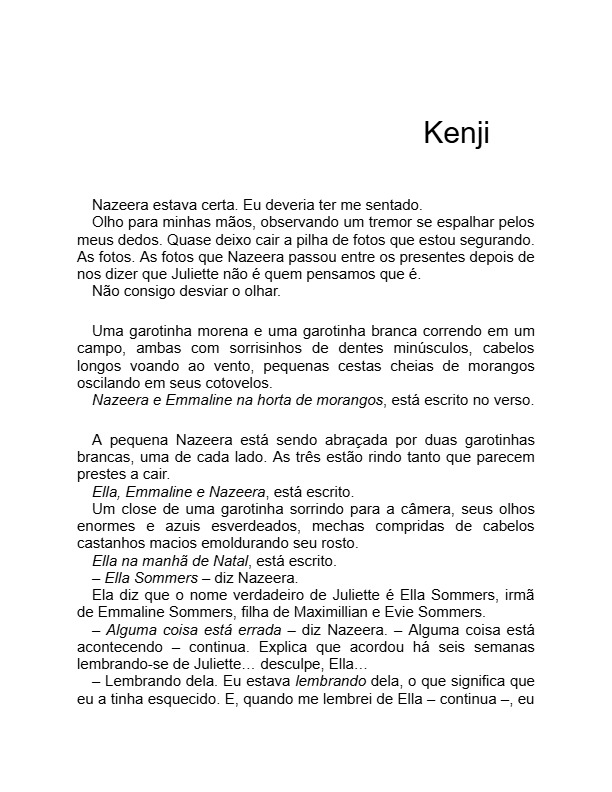 Kenji
Nazeera estava certa. Eu deveria ter me sentado.
Olho para minhas mãos, observando um tremor se espalhar pelos
meus dedos. Quase deixo cair a pilha de fotos que estou segurando.
As fotos. As fotos que Nazeera passou entre os presentes depois de
nos dizer que Juliette não é quem pensamos que é.
Não consigo desviar o olhar.
Uma garotinha morena e uma garotinha branca correndo em um
campo, ambas com sorrisinhos de dentes minúsculos, cabelos
longos voando ao vento, pequenas cestas cheias de morangos
oscilando em seus cotovelos.
Nazeera e Emmaline na horta de morangos, está escrito no verso.
A pequena Nazeera está sendo abraçada por duas garotinhas
brancas, uma de cada lado. As três estão rindo tanto que parecem
prestes a cair.
Ella, Emmaline e Nazeera, está escrito.
Um close de uma garotinha sorrindo para a câmera, seus olhos
enormes e azuis esverdeados, mechas compridas de cabelos
castanhos macios emoldurando seu rosto.
Ella na manhã de Natal, está escrito.
– Ella Sommers – diz Nazeera.
Ela diz que o nome verdadeiro de Juliette é Ella Sommers, irmã
de Emmaline Sommers, filha de Maximillian e Evie Sommers.
– Alguma coisa está errada – diz Nazeera. – Alguma coisa está
acontecendo – continua. Explica que acordou há seis semanas
lembrando-se de Juliette… desculpe, Ella…
– Lembrando dela. Eu estava lembrando dela, o que significa que
eu a tinha esquecido. E, quando me lembrei de Ella – continua –, eu